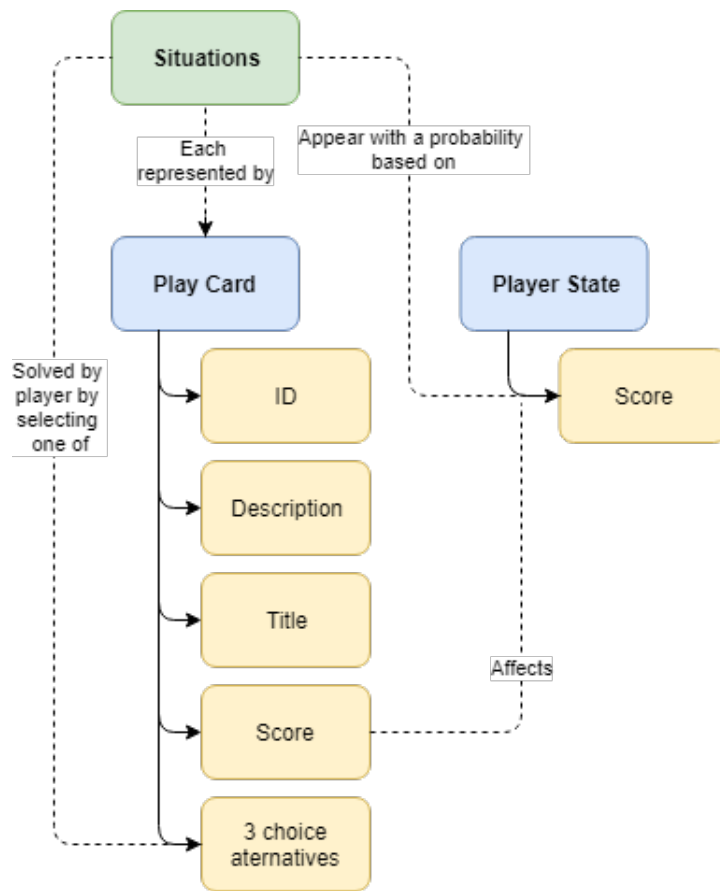 Situations
Each
represented by
Appear with a probability
based on
Play Card
Player State
Solved by
player by
selecting
one of
ID
Score
Description
Title
Affects
Score
3 choice
aternatives